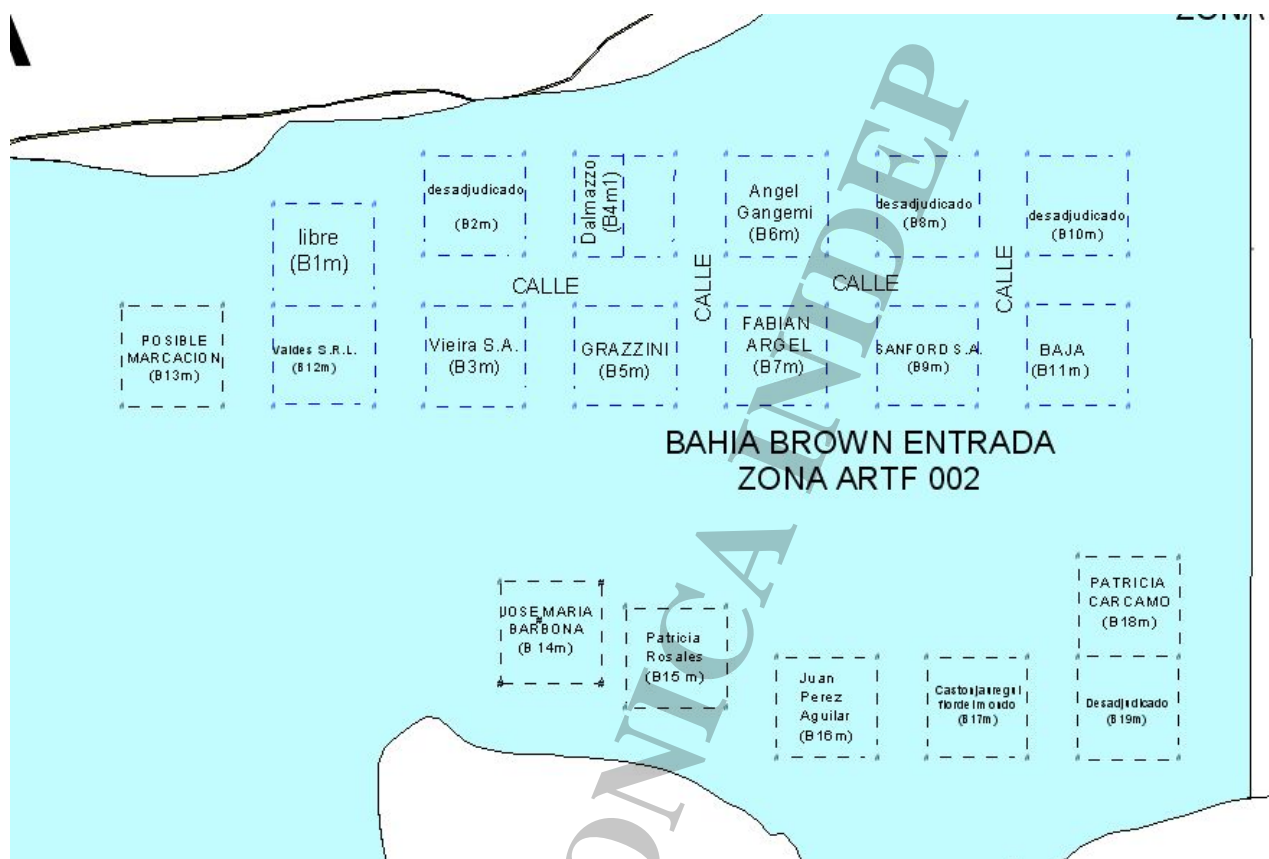 ZONA
A
desadjudicado
(B2m)
Dalmazzo
(B4m1)
Angel
Gangemi
(B6m)
desadjudicado
(B8m)
desadjudicado
(B10m)
libre
(B1m)
CALLE
CALLE
CALLE
CALLE
POSIBLE
MARCACION
(B13m)
Valdes S.R.L.
(B12m)
Vieira S.A.
(B3m)
GRAZZINI
(B5m)
FABIAN
ARGEL
(B7m)
SANFORD S.A.
(B9m)
BAJA
(B11m)
BAHIA BROWN ENTRADA
ZONA ARTF 002
JOSE MARIA
BARBONA
(B 14m)
Patricia
Rosales
(B15 m)
Juan
Perez
Aguilar
(B16m)
(B17m)
PATRICIA
CARCAMO
(B18m)
Desadjudicado
(B19m)
ONICA INIDEP